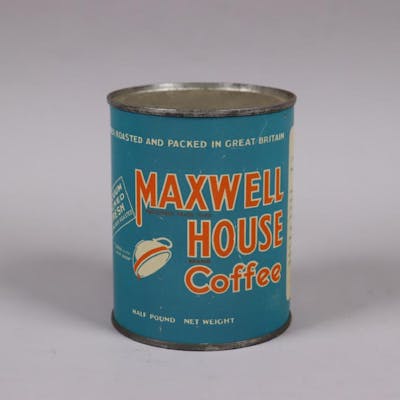 ROASTED AND PACKED IN GREAT BRITAIN
MAXWELL
HOUSE
Coffee
HALF POUND NET WEIGHT